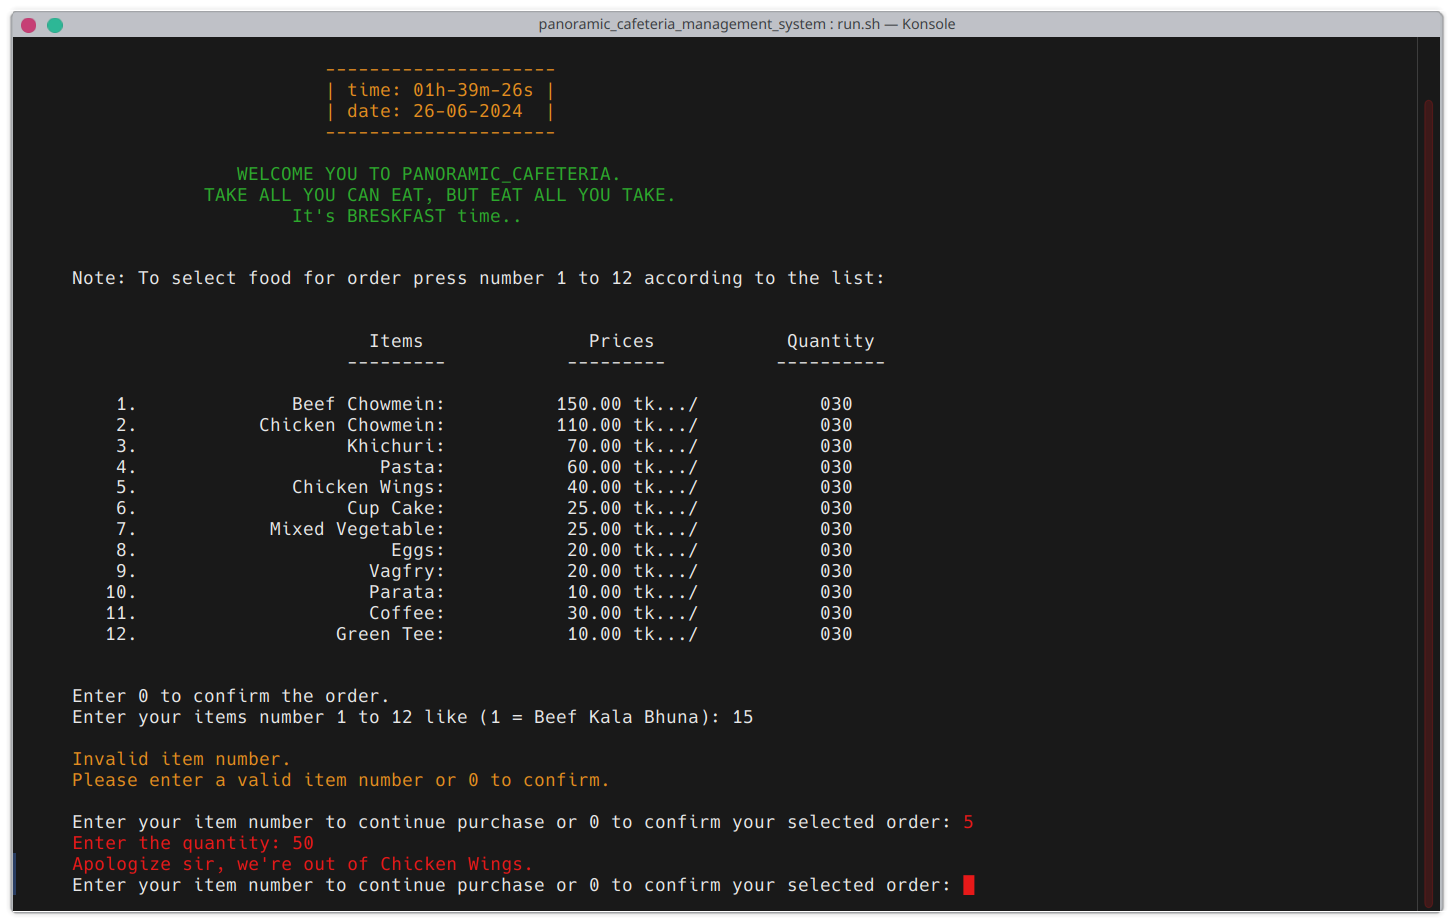 panoramic_cafeteria_management_system : run.sh — Konsole
---------------------
| time: 01h-39m-26s |
| date: 26-06-2024 |
---------------------
WELCOME YOU TO PANORAMIC_CAFETERIA.
TAKE ALL YOU CAN EAT, BUT EAT ALL YOU TAKE.
It's BRESKFAST time..
Note: To select food for order press number 1 to 12 according to the list:
Items Prices Quantity
--------- --------- ----------
1. Beef Chowmein: 150.00 tk.../ 030
2. Chicken Chowmein: 110.00 tk.../ 030
3. Khichuri: 70.00 tk.../ 030
4. Pasta: 60.00 tk.../ 030
5. Chicken Wings: 40.00 tk.../ 030
6. Cup Cake: 25.00 tk.../ 030
7. Mixed Vegetable: 25.00 tk.../ 030
8. Eggs: 20.00 tk.../ 030
9. Vagfry: 20.00 tk.../ 030
10. Parata: 10.00 tk.../ 030
11. Coffee: 30.00 tk.../ 030
12. Green Tee: 10.00 tk.../ 030
Enter 0 to confirm the order.
Enter your items number 1 to 12 like (1 = Beef Kala Bhuna): 15
Invalid item number.
Please enter a valid item number or 0 to confirm.
Enter your item number to continue purchase or 0 to confirm your selected order: 5
Enter the quantity: 50
Apologize sir, we're out of Chicken Wings.
Enter your item number to continue purchase or 0 to confirm your selected order: